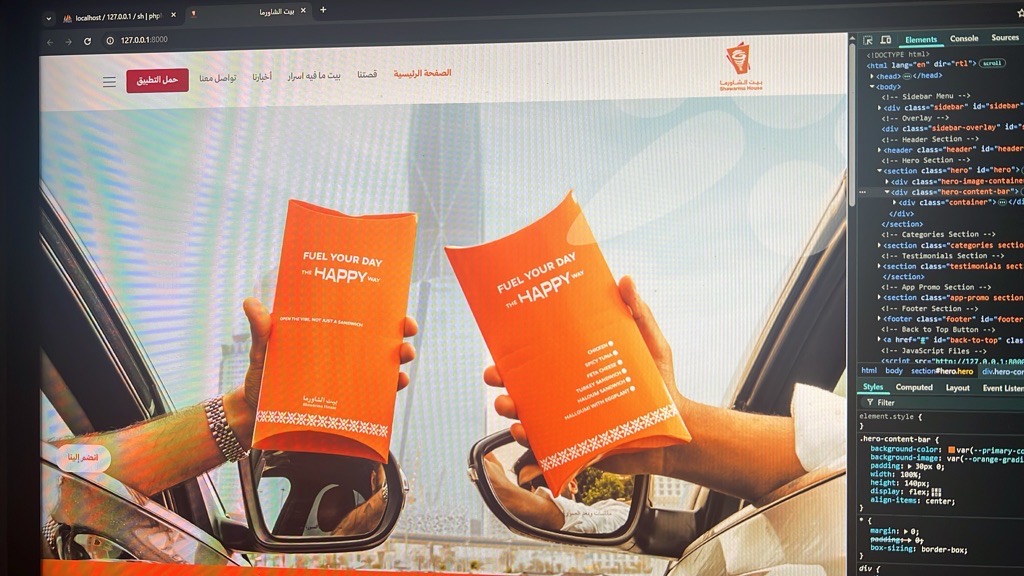 localhost / 127.0.0.1 / sh | php
بيت الشاورما
127.0.0.1:8000
الصفحة الرئيسية
قصتنا
بيت ما فيه اسرار
أخبارنا
تواصل معنا
حمل التطبيق
بيت الشاورما
Shawarma House
FUEL YOUR DAY
THE HAPPY WAY
OPEN THE VIBE, NOT JUST A SANDWICH
بيت الشاورما
Shawarma House
FUEL YOUR DAY
THE HAPPY WAY
CHICKEN
SPICY TUNA
FETA CHEESE
TURKEY SANDWICH
HALOUMI SANDWICH
HALLOUMI WITH EGGPLANT
انضم إلينا
Elements Console Sources
<!DOCTYPE html>
<html lang="en" dir="rtl"> scroll
<head> ... </head>
<body>
<!-- Sidebar Menu -->
<div class="sidebar" id="sidebar"
<!-- Overlay -->
<div class="sidebar-overlay" id="
<!-- Header Section -->
<header class="header" id="header
<!-- Hero Section -->
<section class="hero" id="hero">
<div class="hero-image-containe
<div class="hero-content-bar">
<div class="container"> ... </di
</div>
</section>
<!-- Categories Section -->
<section class="categories sectio
<!-- Testimonials Section -->
<section class="testimonials sect
</section>
<!-- App Promo Section -->
<section class="app-promo section
<!-- Footer Section -->
<footer class="footer" id="footer
<!-- Back to Top Button -->
<a href="#" id="back-to-top" clas
<!-- JavaScript Files -->
<script src="http://127.0.0.1:800
html body section#hero.hero div.hero-co
Styles Computed Layout Event Listen
Filter
element.style {
}
.hero-content-bar {
background-color: var(--primary-co
background-image: var(--orange-gradi
padding: 30px 0;
width: 100%;
height: 140px;
display: flex;
align-items: center;
}
* {
margin: 0;
padding: 0;
box-sizing: border-box;
}
div {